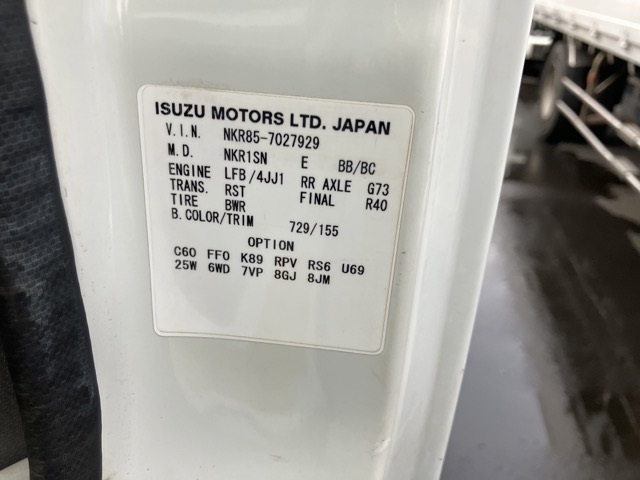 ISUZU MOTORS LTD. JAPAN
V.I.N. NKR85-7027929
M.D. NKR1SN E BB/BC
ENGINE LFB/4JJ1 RR AXLE G73
TRANS. RST FINAL R40
TIRE BWR
B.COLOR/TRIM 729/155
OPTION
C60 FF0 K89 RPV RS6 U69
25W 6WD 7VP 8GJ 8JM